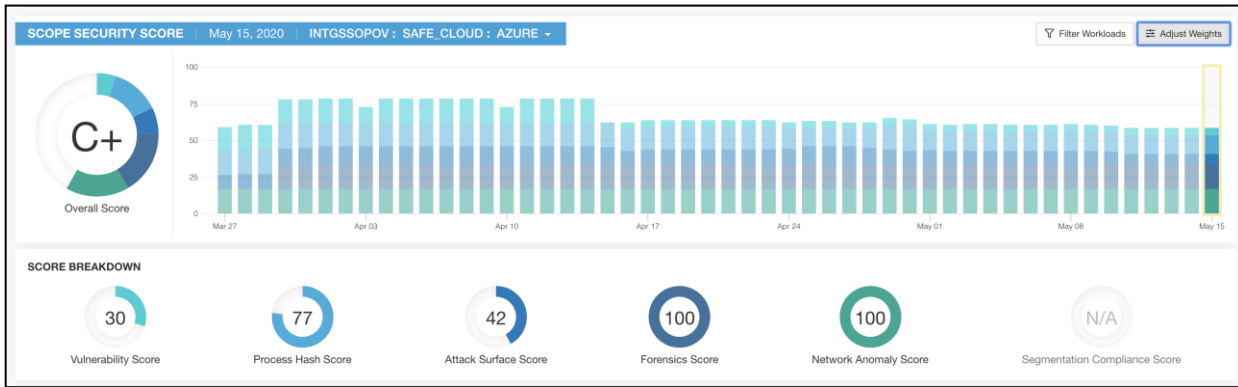 SCOPE SECURITY SCORE May 15, 2020 INTGSSOPOV : SAFE_CLOUD : AZURE
Filter Workloads Adjust Weights
C+
Overall Score
100
75
50
25
0
Mar 27 Apr 03 Apr 10 Apr 17 Apr 24 May 01 May 08 May 15
SCORE BREAKDOWN
30 77 42 100 100 N/A
Vulnerability Score Process Hash Score Attack Surface Score Forensics Score Network Anomaly Score Segmentation Compliance Score